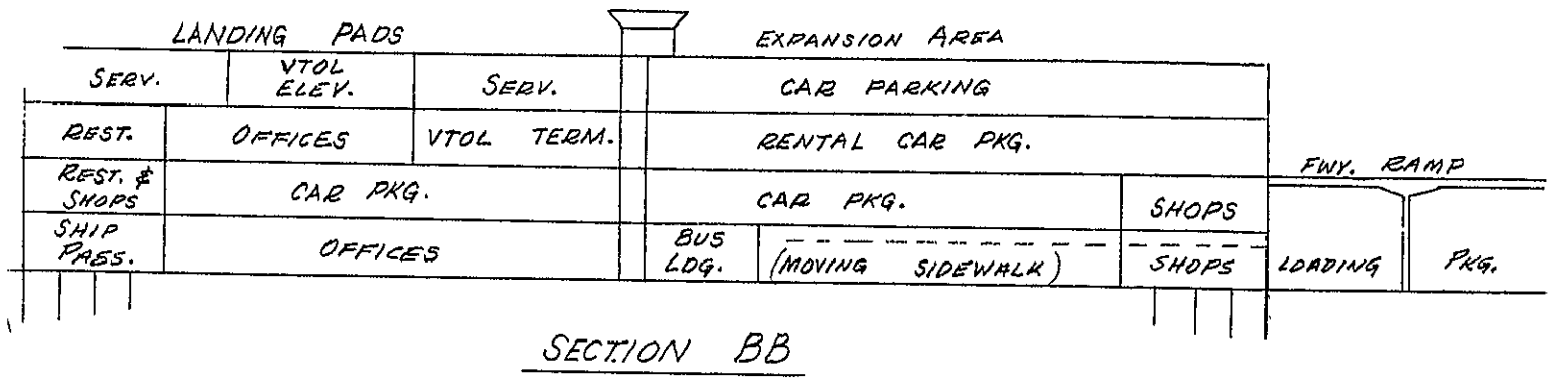 LANDING PADS
EXPANSION AREA
SERV.
VTOL
ELEV.
SERV.
CAR PARKING
REST.
OFFICES
VTOL TERM.
RENTAL CAR PKG.
FWY. RAMP
REST. &
SHOPS
CAR PKG.
CAR PKG.
SHOPS
SHIP
PASS.
OFFICES
BUS
LDG.
(MOVING SIDEWALK)
SHOPS
LOADING
PKG.
SECTION BB